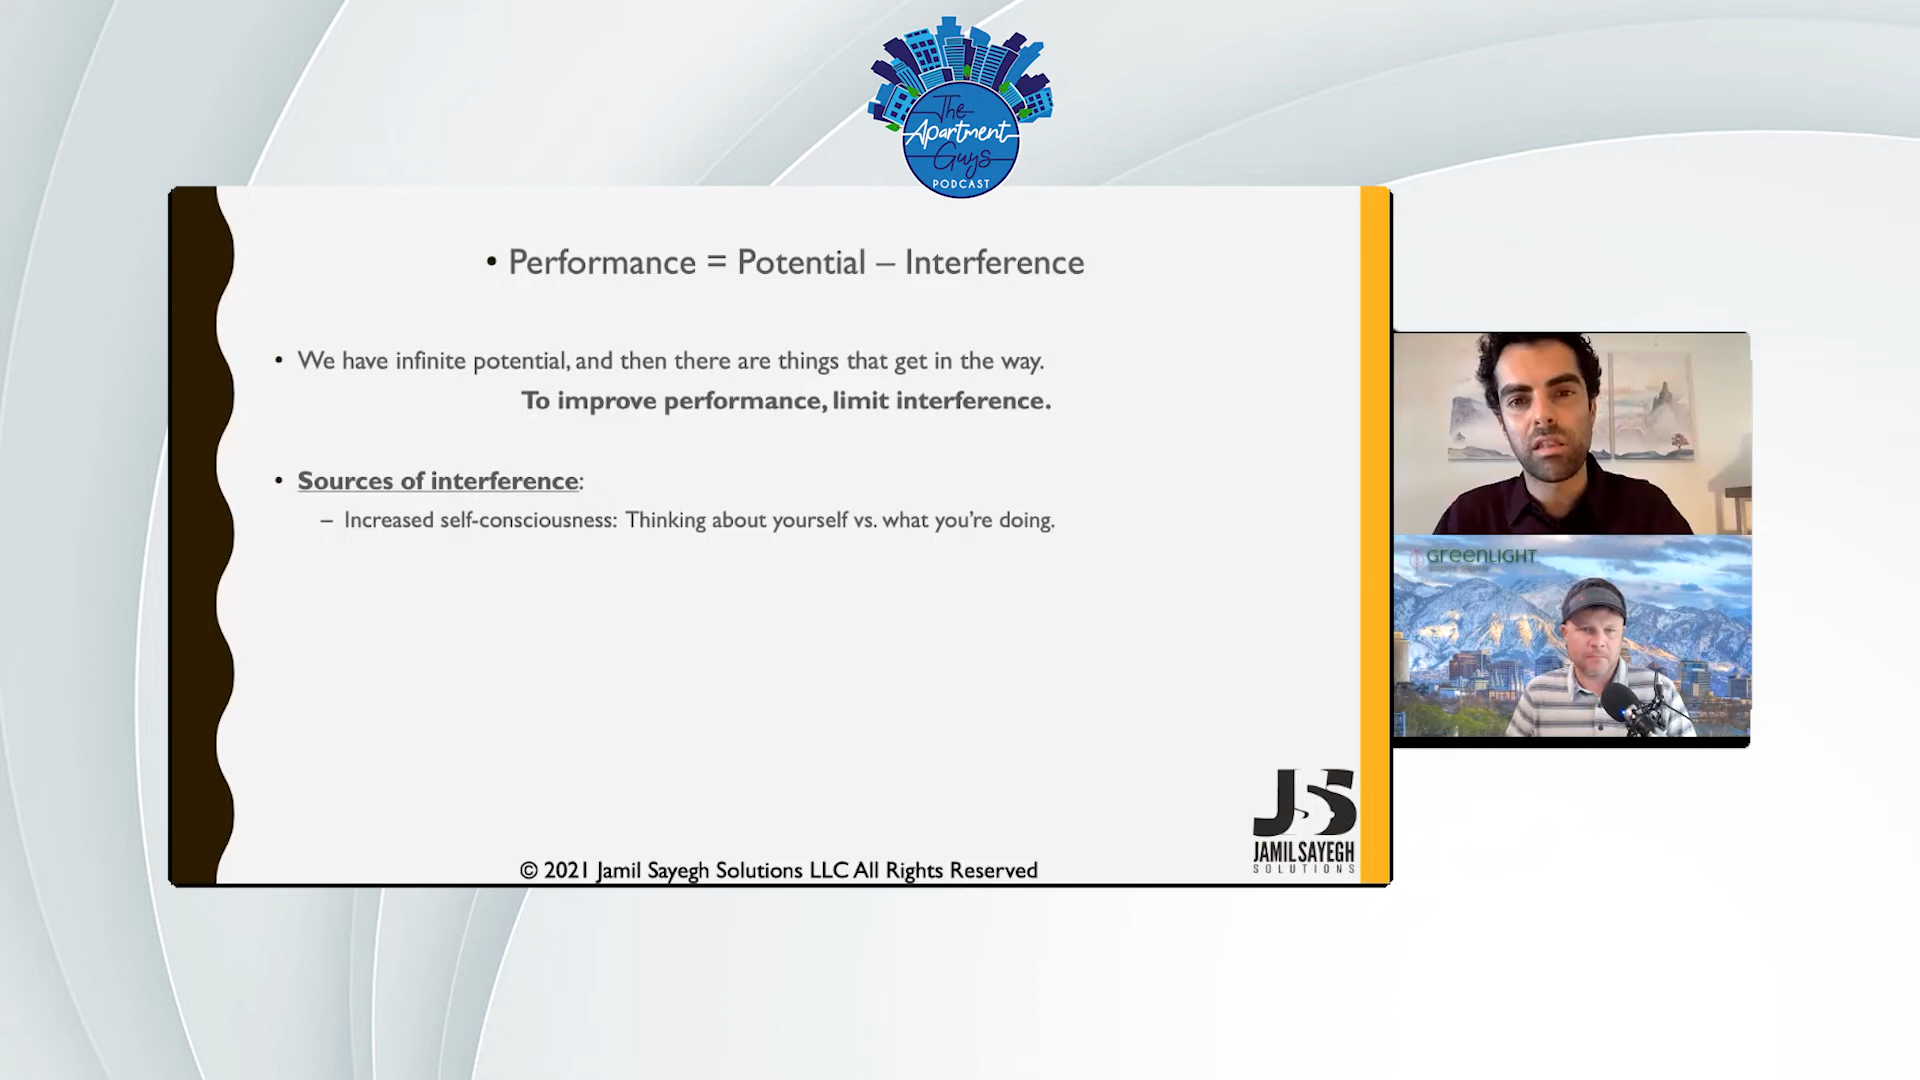 The
Apartment
Guys
PODCAST
• Performance = Potential – Interference
• We have infinite potential, and then there are things that get in the way.
To improve performance, limit interference.
• Sources of interference:
– Increased self-consciousness: Thinking about yourself vs. what you're doing.
GreenLIGHT
JSS
JAMIL SAYEGH
SOLUTIONS
© 2021 Jamil Sayegh Solutions LLC All Rights Reserved